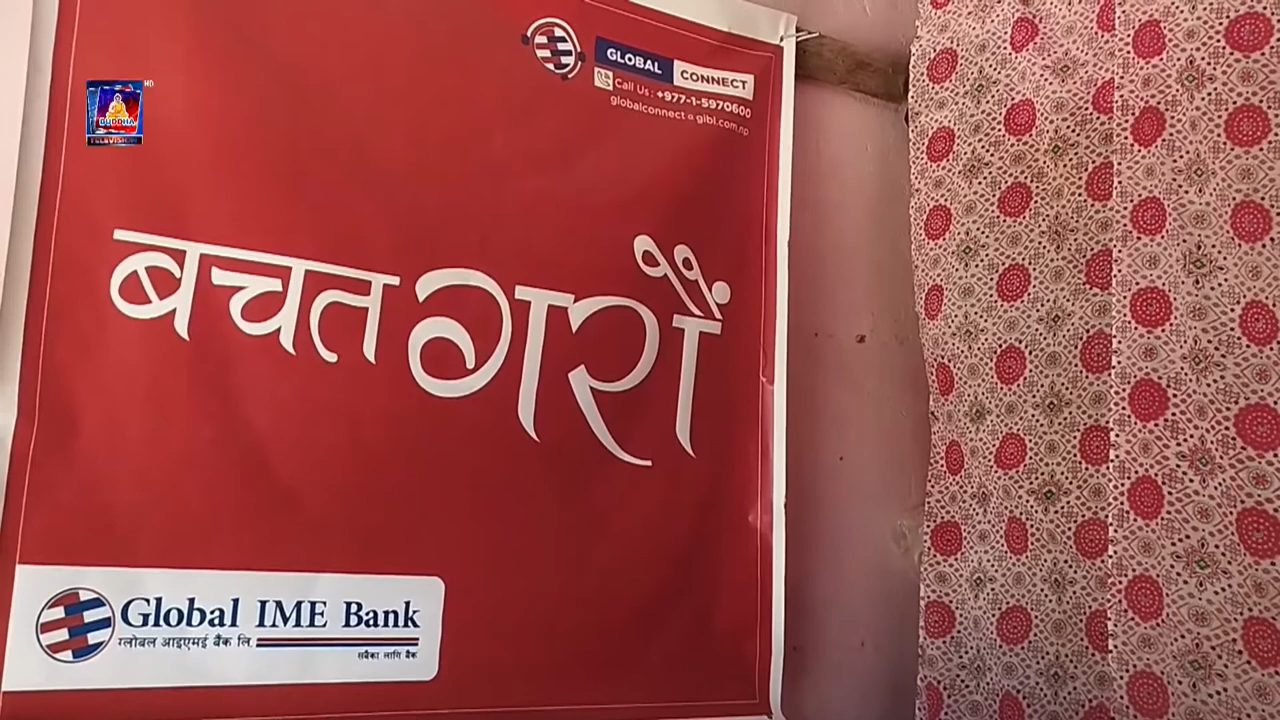 HD
BUDDHA
TELEVISION
GLOBAL CONNECT
Call Us : +977-1-5970600
globalconnect@gibl.com.np
बचत गरौँ
Global IME Bank
ग्लोबल आइएमई बैंक लि.
सबैका लागि बैंक